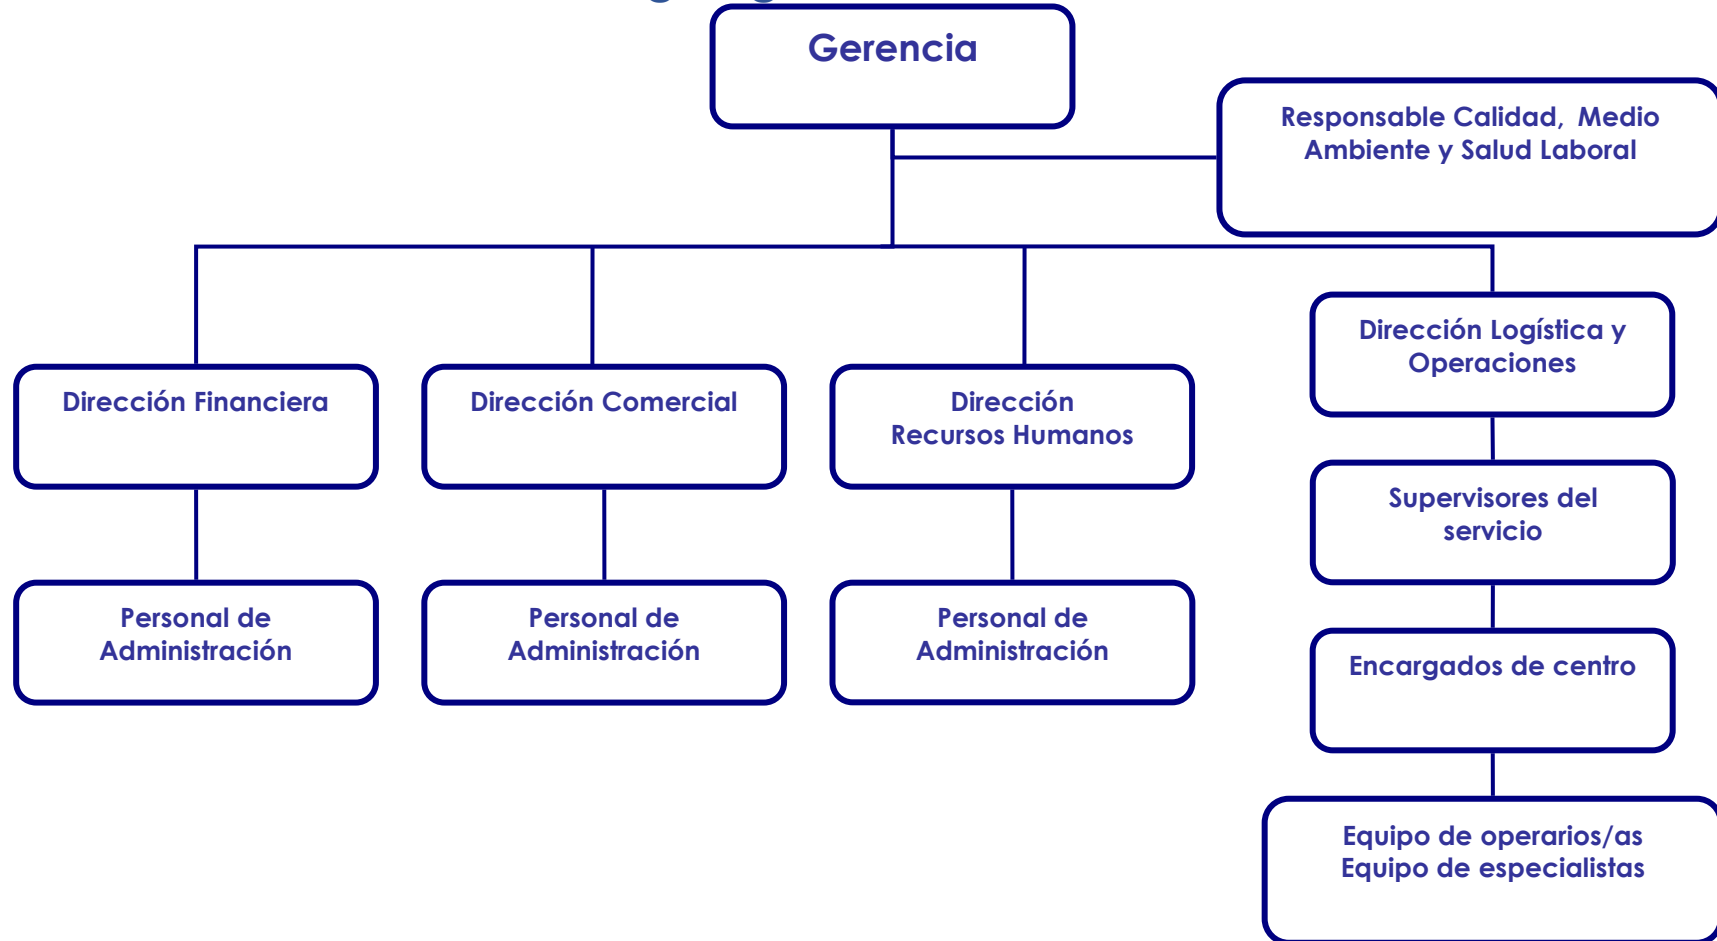 Gerencia
Responsable Calidad, Medio
Ambiente y Salud Laboral
Dirección Logística y
Operaciones
Dirección Financiera
Dirección Comercial
Dirección
Recursos Humanos
Supervisores del
servicio
Personal de
Administración
Personal de
Administración
Personal de
Administración
Encargados de centro
Equipo de operarios/as
Equipo de especialistas